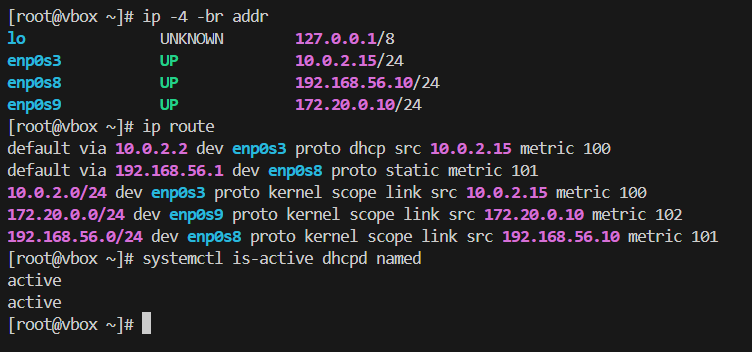 [root@vbox ~]# ip -4 -br addr
lo               UNKNOWN        127.0.0.1/8
enp0s3           UP             10.0.2.15/24
enp0s8           UP             192.168.56.10/24
enp0s9           UP             172.20.0.10/24
[root@vbox ~]# ip route
default via 10.0.2.2 dev enp0s3 proto dhcp src 10.0.2.15 metric 100
default via 192.168.56.1 dev enp0s8 proto static metric 101
10.0.2.0/24 dev enp0s3 proto kernel scope link src 10.0.2.15 metric 100
172.20.0.0/24 dev enp0s9 proto kernel scope link src 172.20.0.10 metric 102
192.168.56.0/24 dev enp0s8 proto kernel scope link src 192.168.56.10 metric 101
[root@vbox ~]# systemctl is-active dhcpd named
active
active
[root@vbox ~]#